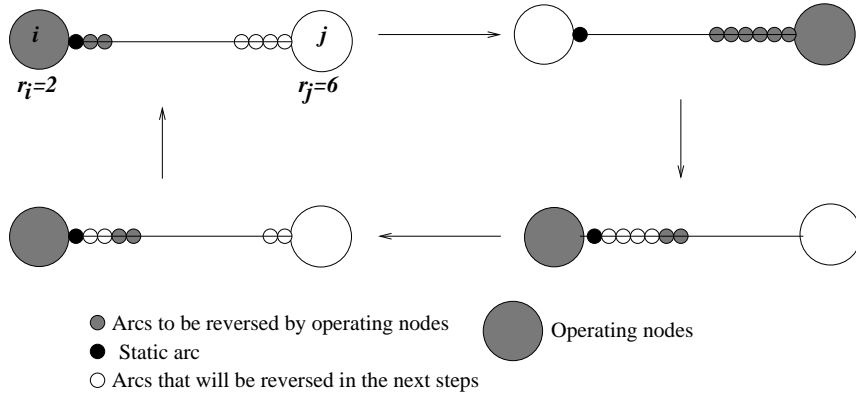 i
j
r_i=2
r_j=6
Arcs to be reversed by operating nodes
Operating nodes
Static arc
Arcs that will be reversed in the next steps